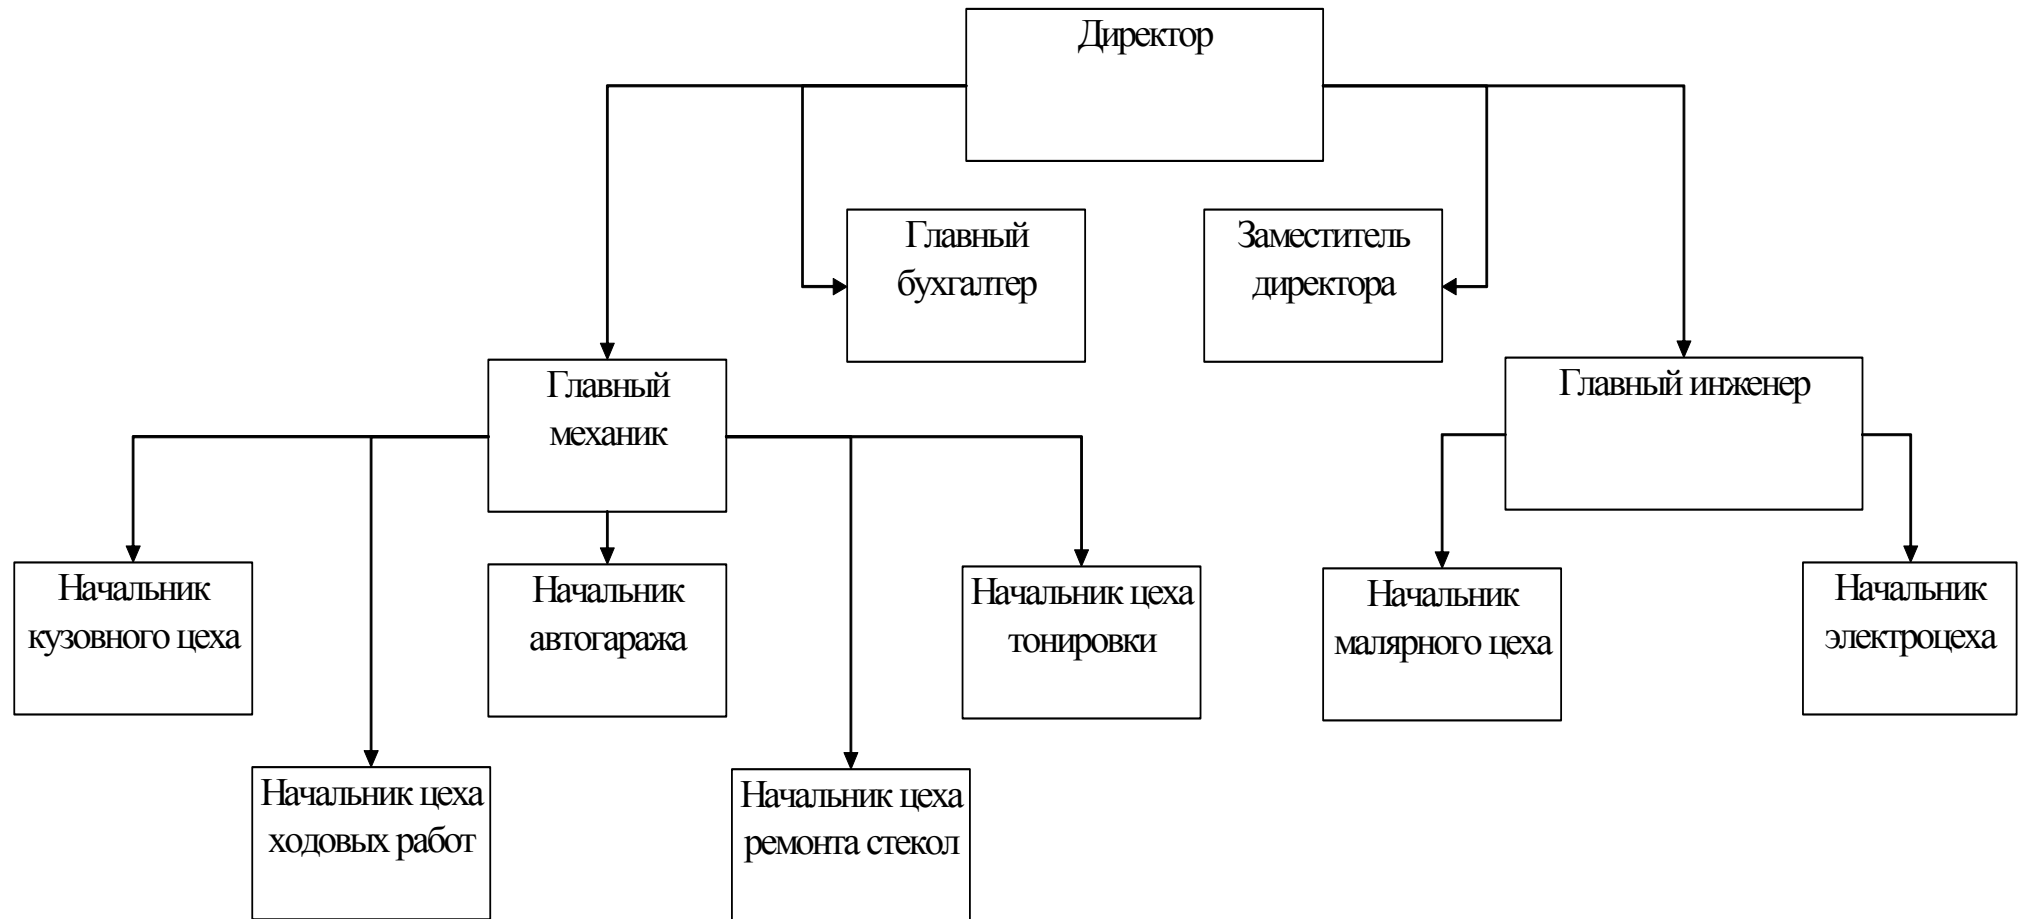 Директор
Главный
бухгалтер
Заместитель
директора
Главный
механик
Главный инженер
Начальник
кузовного цеха
Начальник
автогаража
Начальник цеха
тонировки
Начальник
малярного цеха
Начальник
электроцеха
Начальник цеха
ходовых работ
Начальник цеха
ремонта стекол